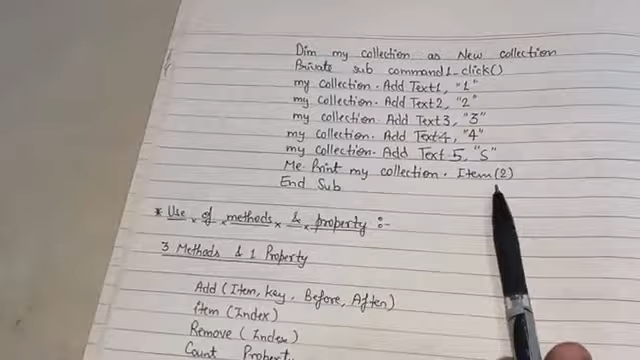 Dim my collection as New collection
Private sub command1_click()
my collection. Add Text1, "1"
my collection. Add Text2, "2"
my collection. Add Text3, "3"
my collection. Add Text4, "4"
my collection. Add Text 5, "5"
Me Print my collection. Item(2)
End Sub
* Use of methods & property :-
3 Methods & 1 Property
Add (Item, Key, Before, After)
item (Index)
Remove (Index)
Count Property